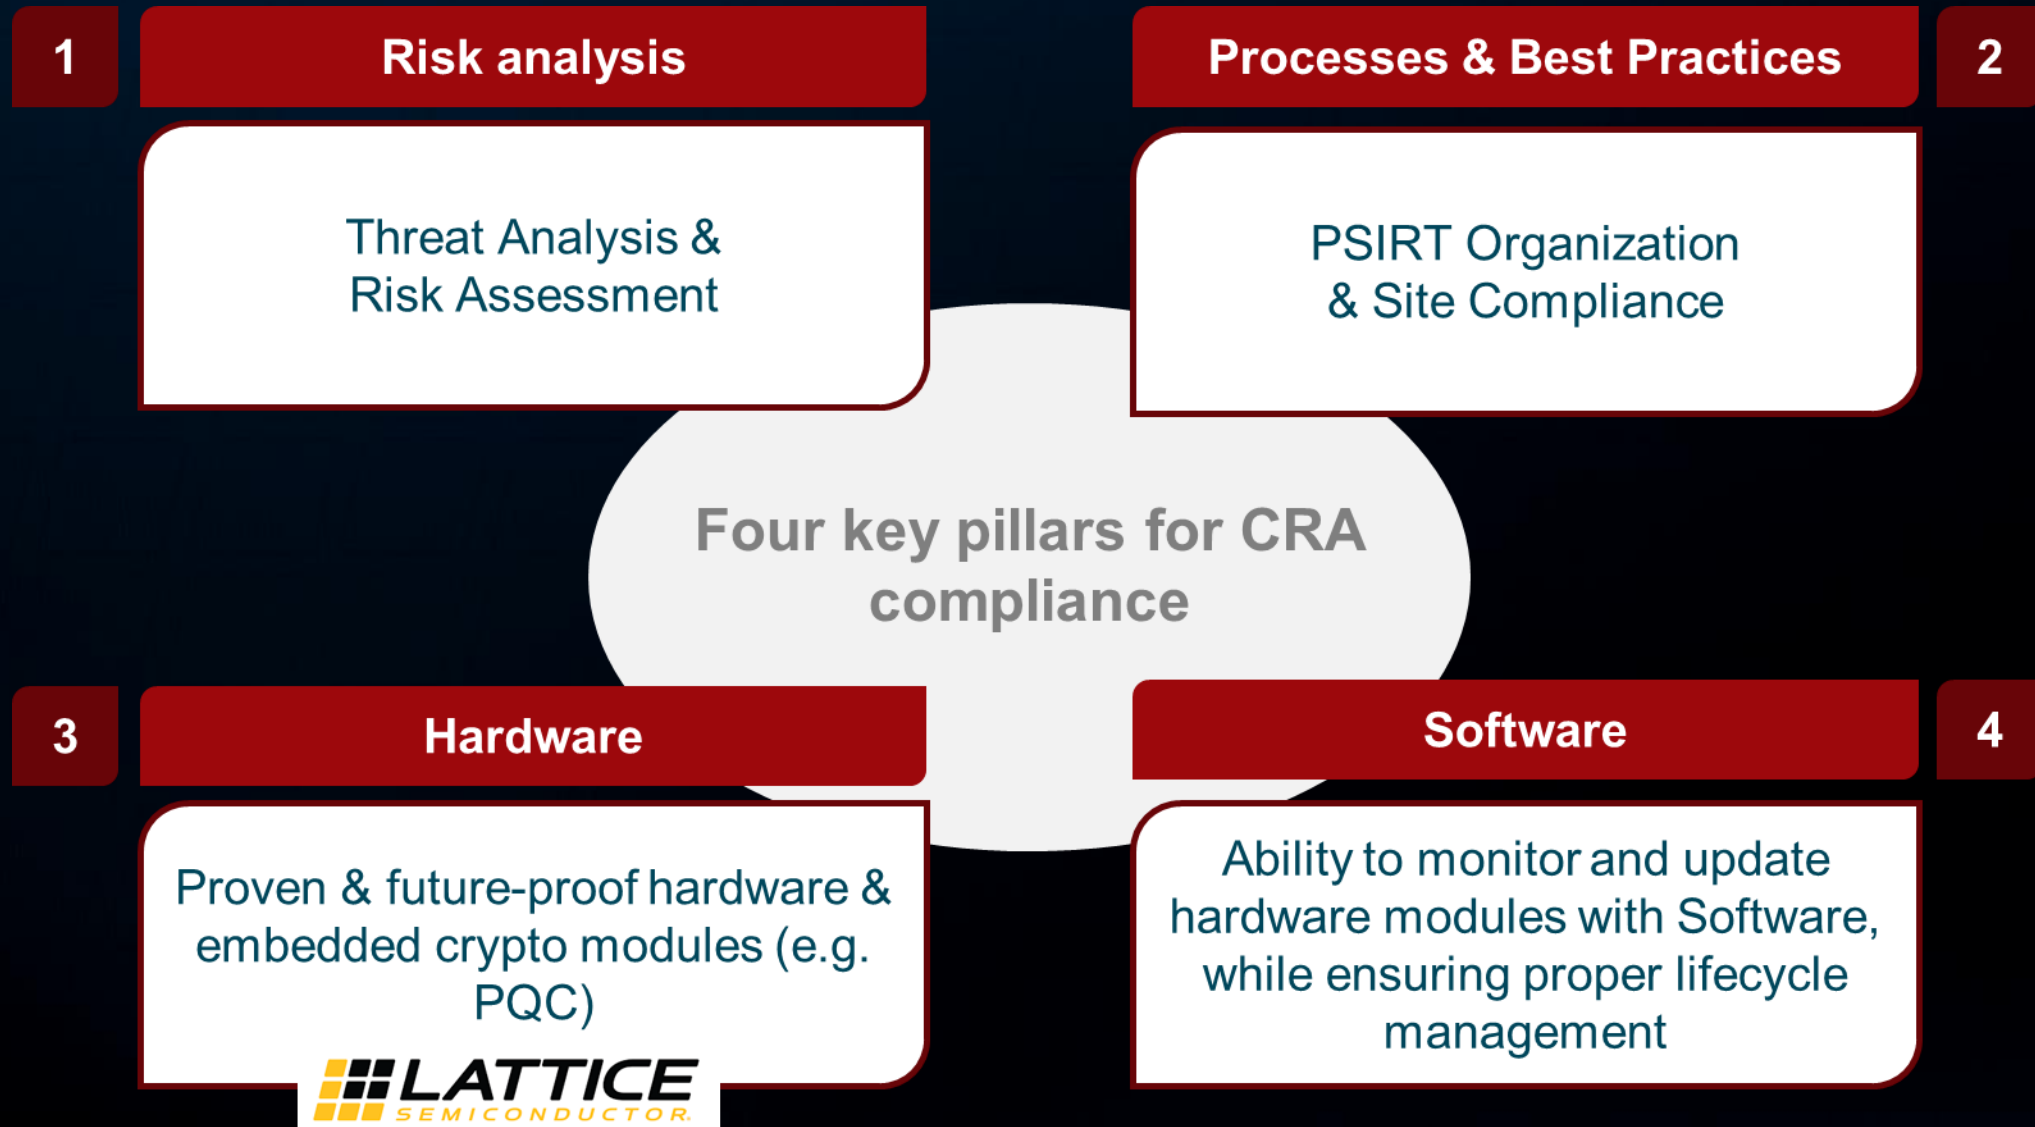 1
Risk analysis
Threat Analysis &
Risk Assessment
Processes & Best Practices
2
PSIRT Organization
& Site Compliance
Four key pillars for CRA
compliance
3
Hardware
Proven & future-proof hardware &
embedded crypto modules (e.g.
PQC)
LATTICE
SEMICONDUCTOR.
Software
4
Ability to monitor and update
hardware modules with Software,
while ensuring proper lifecycle
management